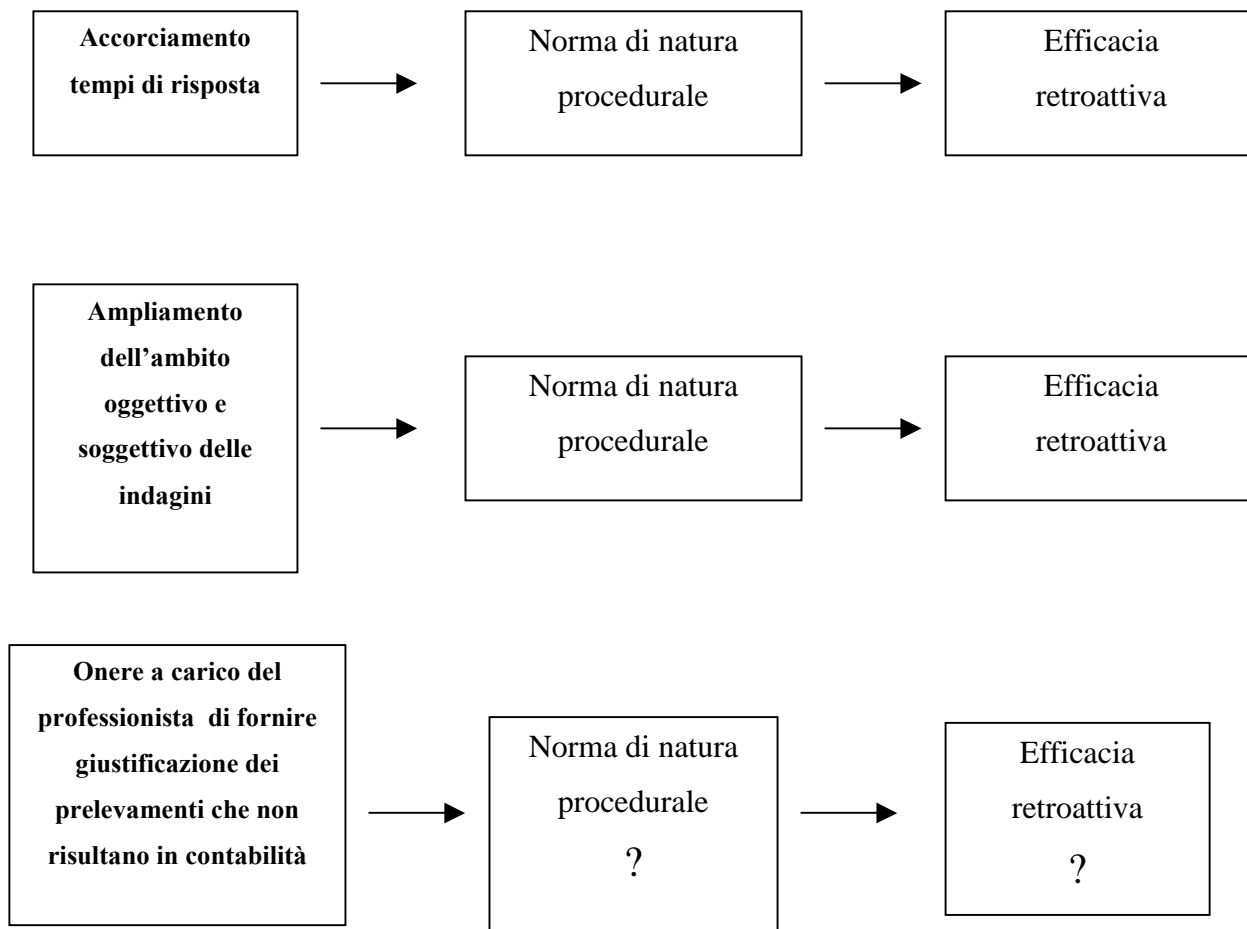 Accorciamento
tempi di risposta
Norma di natura
procedurale
Efficacia
retroattiva
Ampliamento
dell’ambito
oggettivo e
soggettivo delle
indagini
Norma di natura
procedurale
Efficacia
retroattiva
Onere a carico del
professionista di fornire
giustificazione dei
prelevamenti che non
risultano in contabilità
Norma di natura
procedurale
?
Efficacia
retroattiva
?